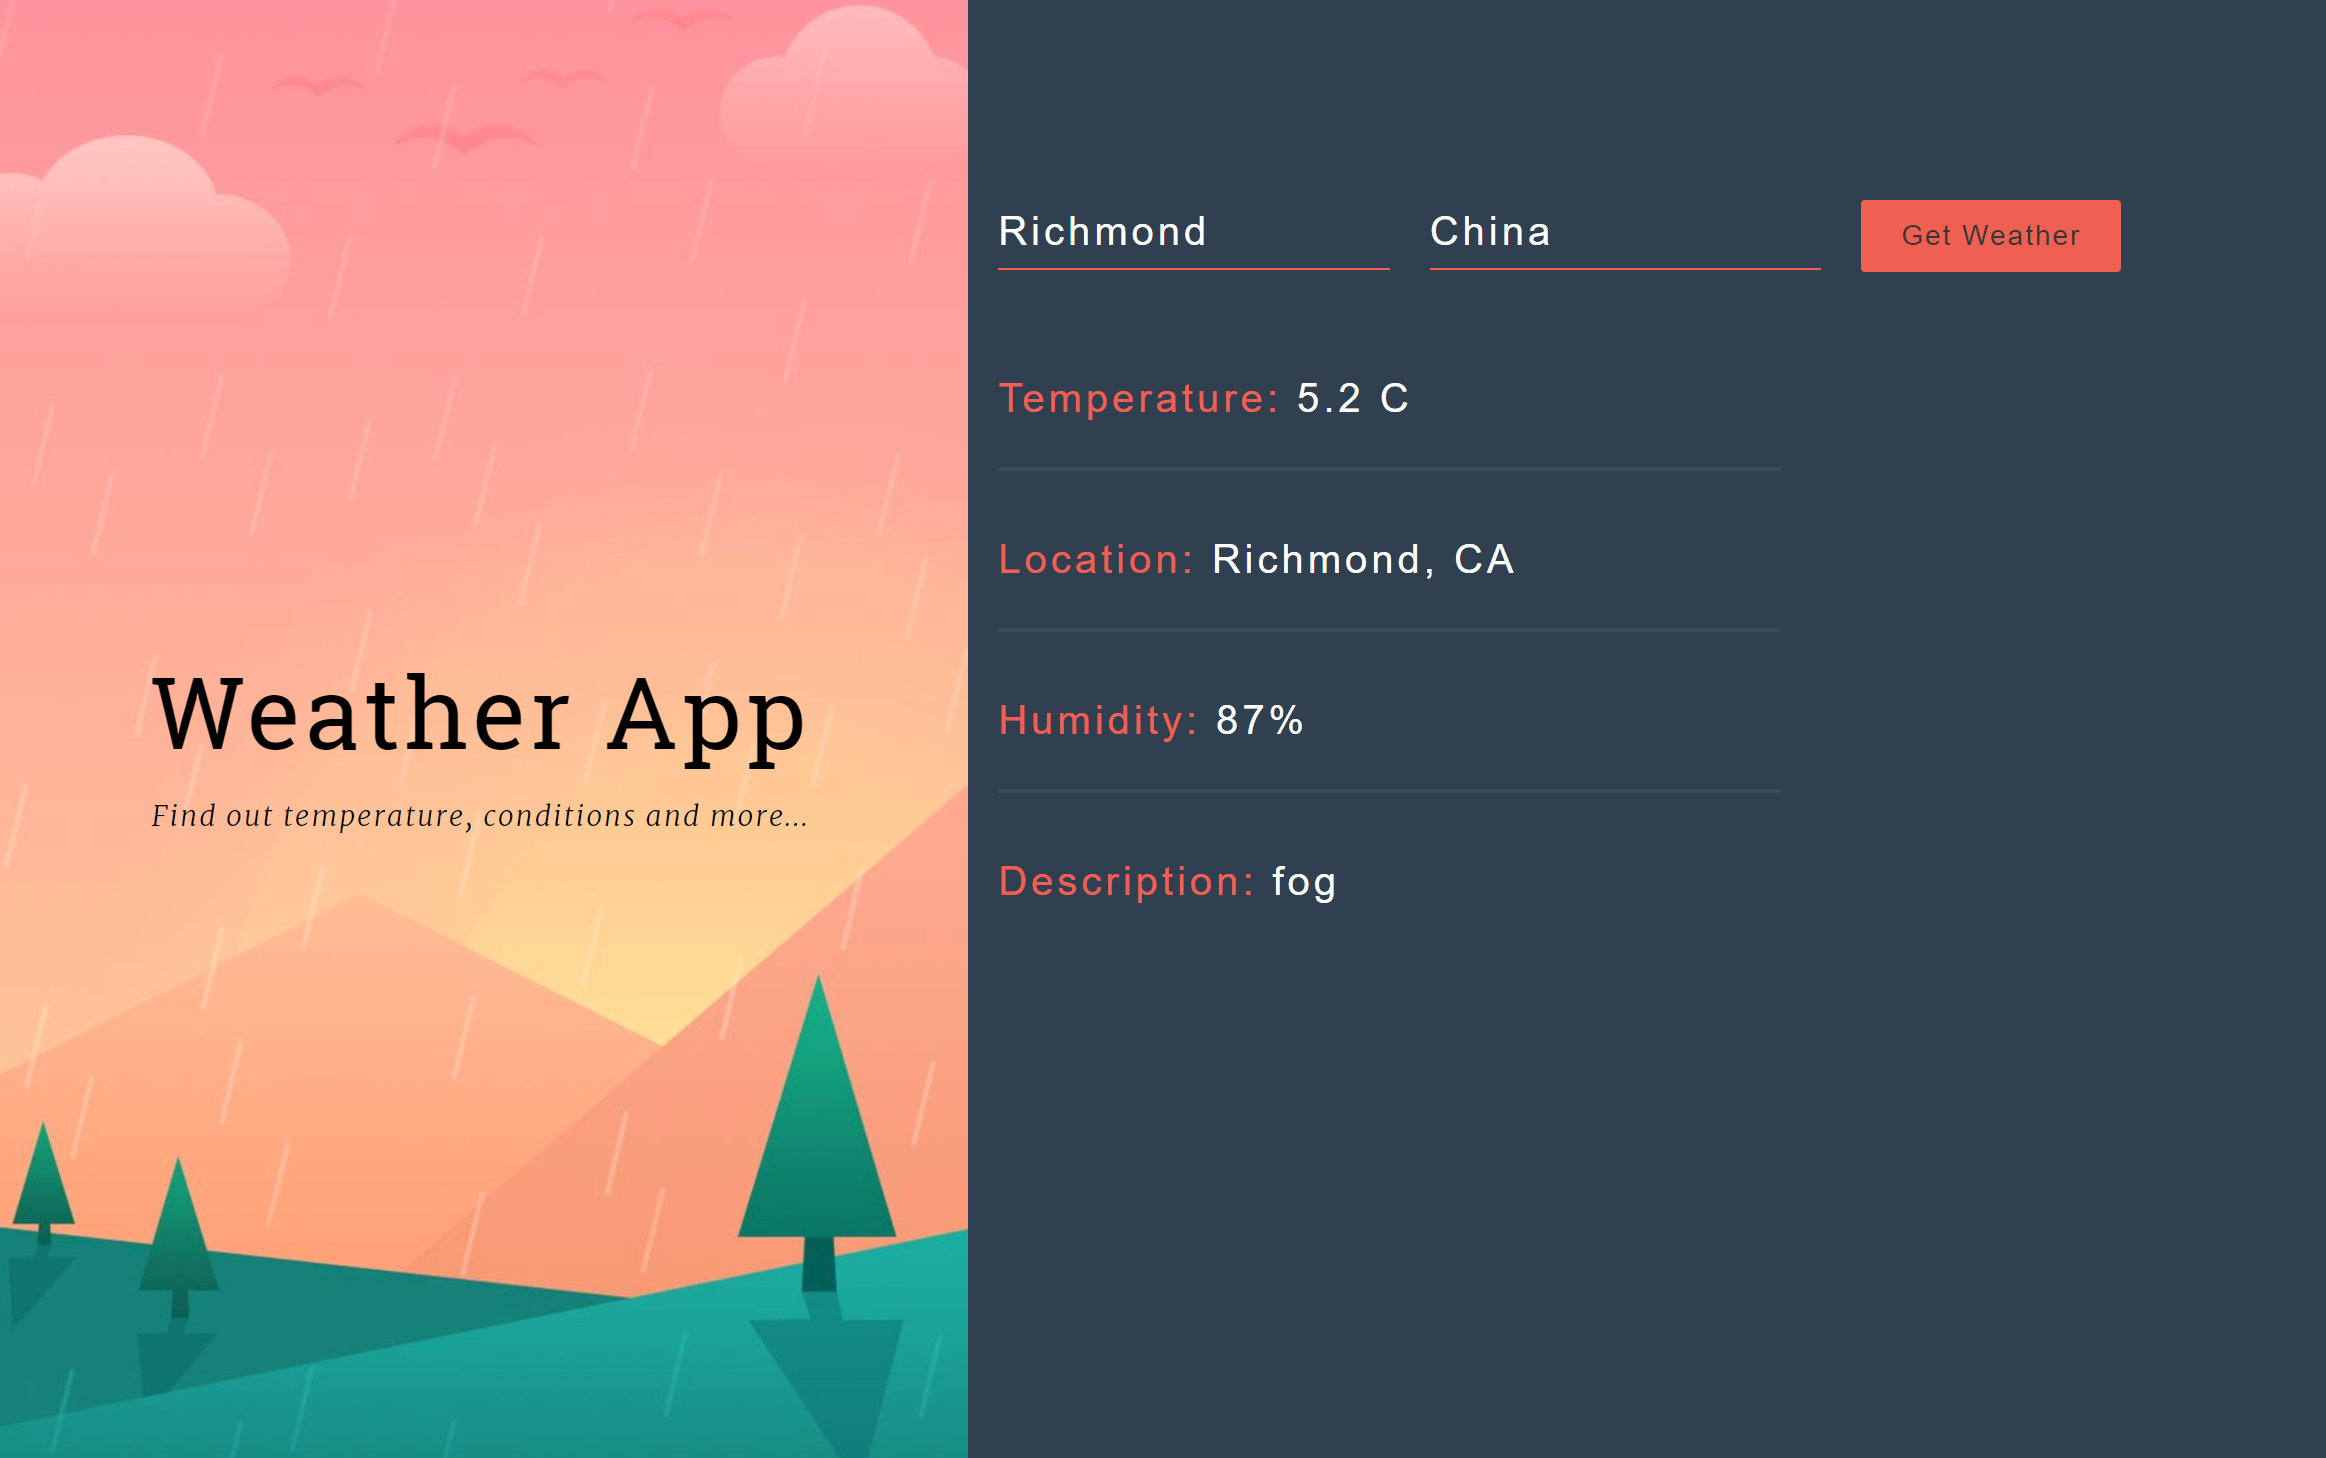 Weather App
Find out temperature, conditions and more...
Richmond
China
Get Weather
Temperature: 5.2 C
Location: Richmond, CA
Humidity: 87%
Description: fog